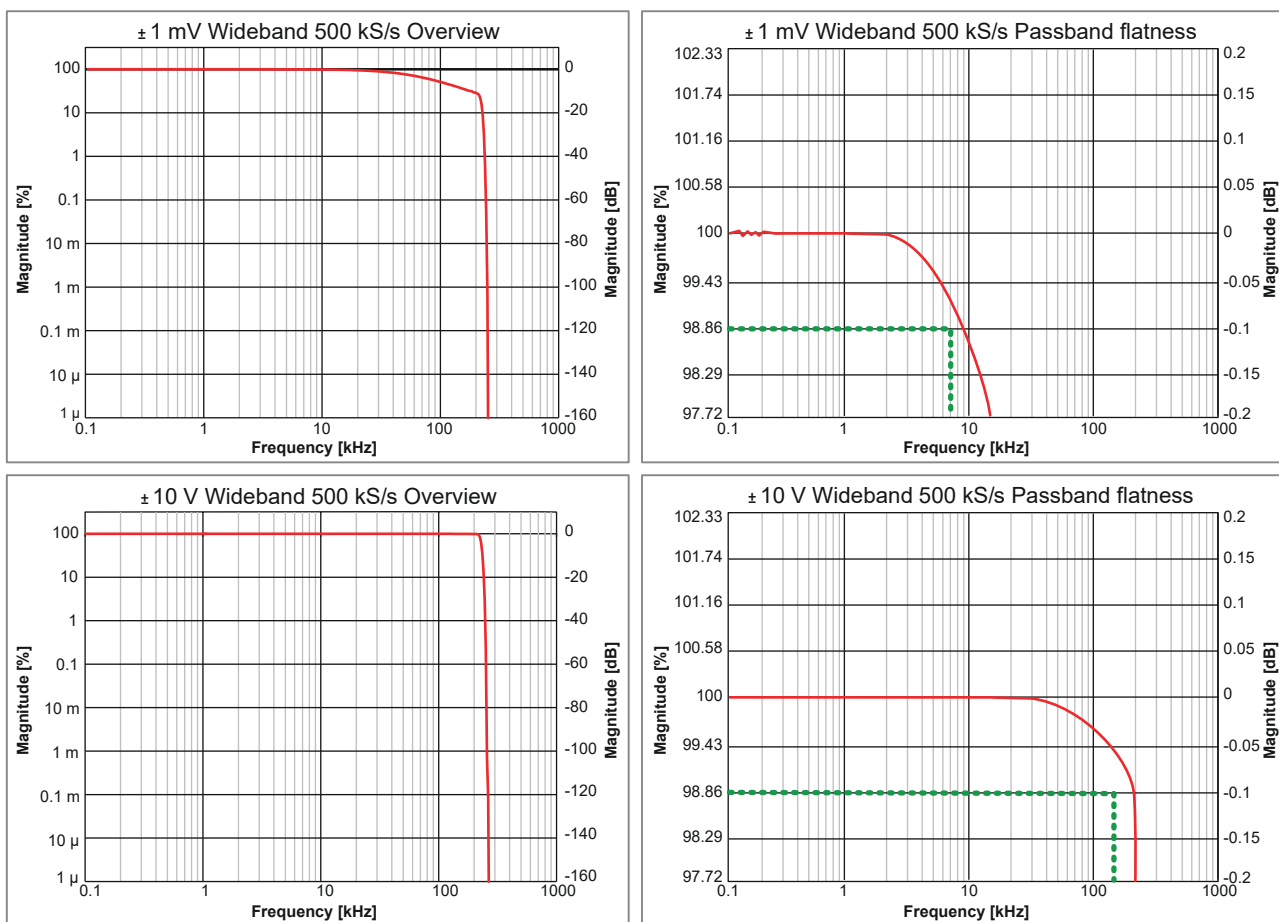 ± 1 mV Wideband 500 kS/s Overview
100
10
1
0.1
10 m
1 m
0.1 m
10 µ
1 µ
Magnitude [%]
0
-20
-40
-60
-80
-100
-120
-140
-160
Magnitude [dB]
0.1 1 10 100 1000
Frequency [kHz]
± 1 mV Wideband 500 kS/s Passband flatness
102.33
101.74
101.16
100.58
100
99.43
98.86
98.29
97.72
Magnitude [%]
0.2
0.15
0.1
0.05
0
-0.05
-0.1
-0.15
-0.2
Magnitude [dB]
0.1 1 10 100 1000
Frequency [kHz]
± 10 V Wideband 500 kS/s Overview
100
10
1
0.1
10 m
1 m
0.1 m
10 µ
1 µ
Magnitude [%]
0
-20
-40
-60
-80
-100
-120
-140
-160
Magnitude [dB]
0.1 1 10 100 1000
Frequency [kHz]
± 10 V Wideband 500 kS/s Passband flatness
102.33
101.74
101.16
100.58
100
99.43
98.86
98.29
97.72
Magnitude [%]
0.2
0.15
0.1
0.05
0
-0.05
-0.1
-0.15
-0.2
Magnitude [dB]
0.1 1 10 100 1000
Frequency [kHz]